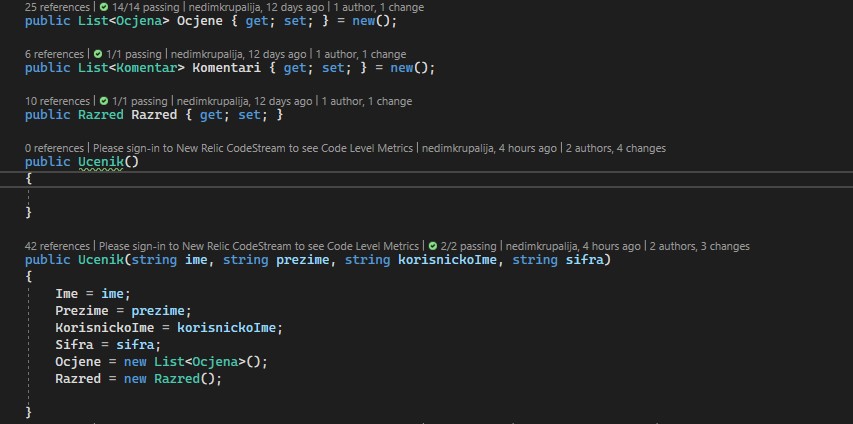 25 references | 14/14 passing | nedimkrupalija, 12 days ago | 1 author, 1 change
public List<Ocjena> Ocjene { get; set; } = new();
6 references | 1/1 passing | nedimkrupalija, 12 days ago | 1 author, 1 change
public List<Komentar> Komentari { get; set; } = new();
10 references | 1/1 passing | nedimkrupalija, 12 days ago | 1 author, 1 change
public Razred Razred { get; set; }
0 references | Please sign-in to New Relic CodeStream to see Code Level Metrics | nedimkrupalija, 4 hours ago | 2 authors, 4 changes
public Ucenik()
{
}
42 references | Please sign-in to New Relic CodeStream to see Code Level Metrics | 2/2 passing | nedimkrupalija, 4 hours ago | 2 authors, 3 changes
public Ucenik(string ime, string prezime, string korisnickoIme, string sifra)
{
Ime = ime;
Prezime = prezime;
KorisnickoIme = korisnickoIme;
Sifra = sifra;
Ocjene = new List<Ocjena>();
Razred = new Razred();
}